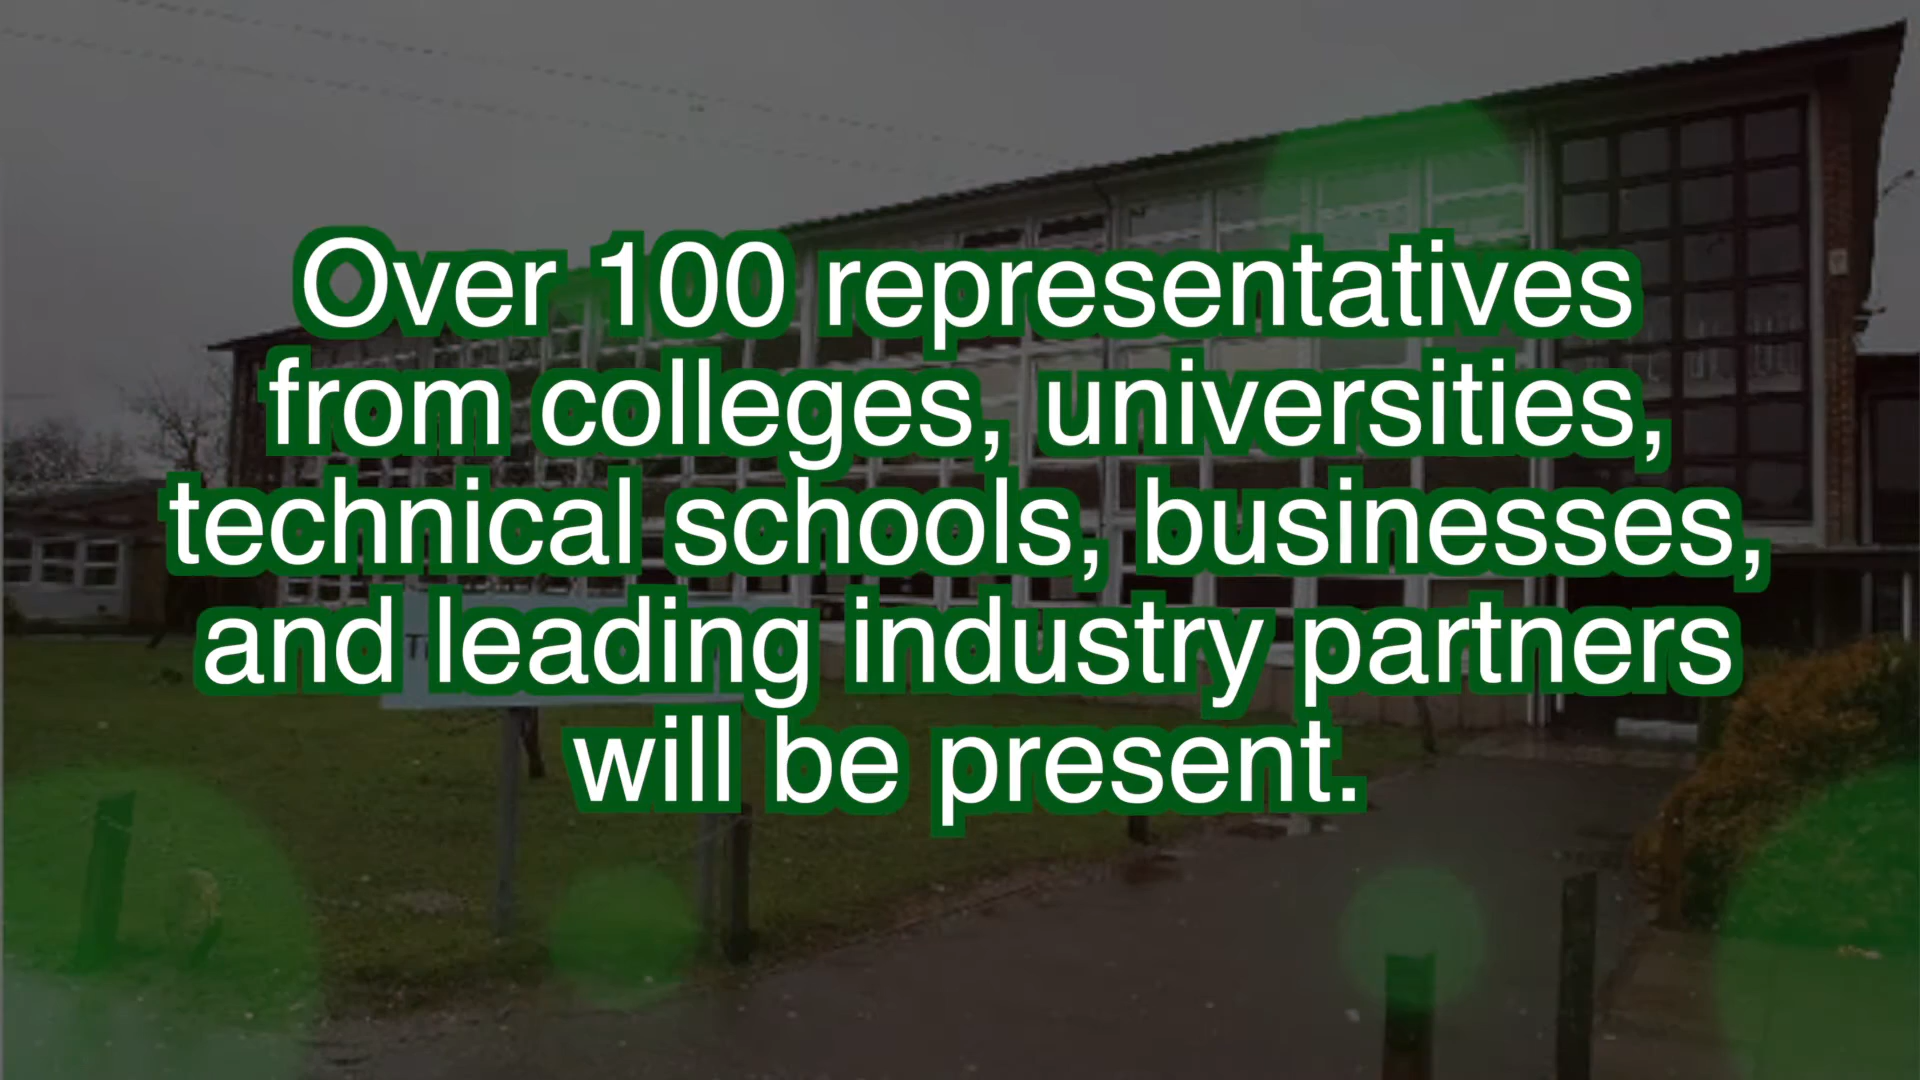 Over 100 representatives
from colleges, universities,
technical schools, businesses,
and leading industry partners
will be present.